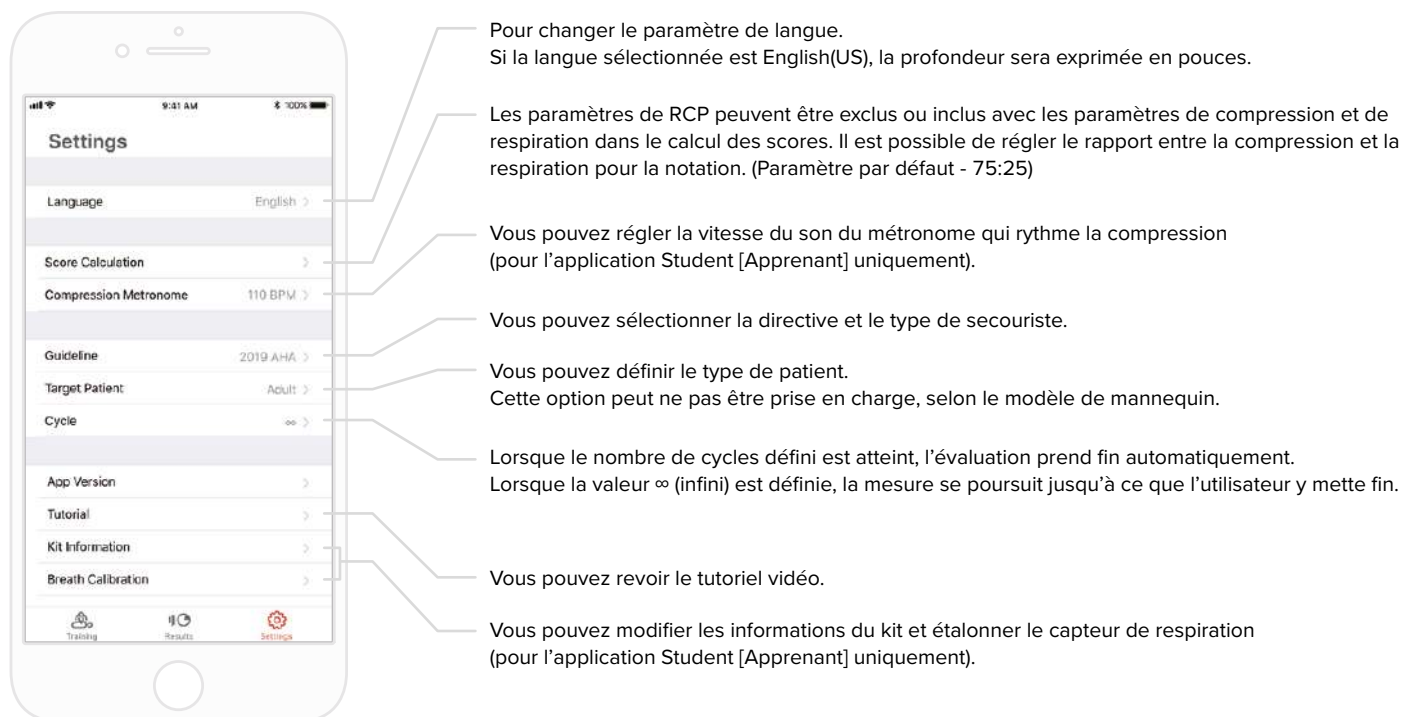 9:41 AM
100%
Settings
Language English >
Score Calculation >
Compression Metronome 110 BPM >
Guideline 2019 AHA >
Target Patient Adult >
Cycle ∞ >
App Version >
Tutorial >
Kit Information >
Breath Calibration >
Training Results Settings
Pour changer le paramètre de langue.
Si la langue sélectionnée est English(US), la profondeur sera exprimée en pouces.
Les paramètres de RCP peuvent être exclus ou inclus avec les paramètres de compression et de
respiration dans le calcul des scores. Il est possible de régler le rapport entre la compression et la
respiration pour la notation. (Paramètre par défaut - 75:25)
Vous pouvez régler la vitesse du son du métronome qui rythme la compression
(pour l’application Student [Apprenant] uniquement).
Vous pouvez sélectionner la directive et le type de secouriste.
Vous pouvez définir le type de patient.
Cette option peut ne pas être prise en charge, selon le modèle de mannequin.
Lorsque le nombre de cycles défini est atteint, l’évaluation prend fin automatiquement.
Lorsque la valeur ∞ (infini) est définie, la mesure se poursuit jusqu’à ce que l’utilisateur y mette fin.
Vous pouvez revoir le tutoriel vidéo.
Vous pouvez modifier les informations du kit et étalonner le capteur de respiration
(pour l’application Student [Apprenant] uniquement).